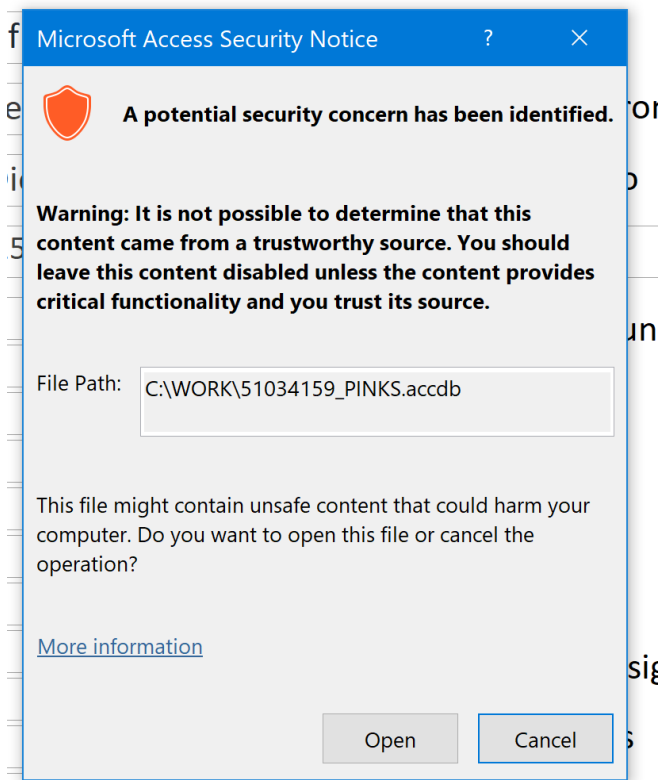 Microsoft Access Security Notice ? ×
A potential security concern has been identified.
Warning: It is not possible to determine that this
content came from a trustworthy source. You should
leave this content disabled unless the content provides
critical functionality and you trust its source.
File Path: C:\WORK\51034159_PINKS.accdb
This file might contain unsafe content that could harm your
computer. Do you want to open this file or cancel the
operation?
More information
Open Cancel